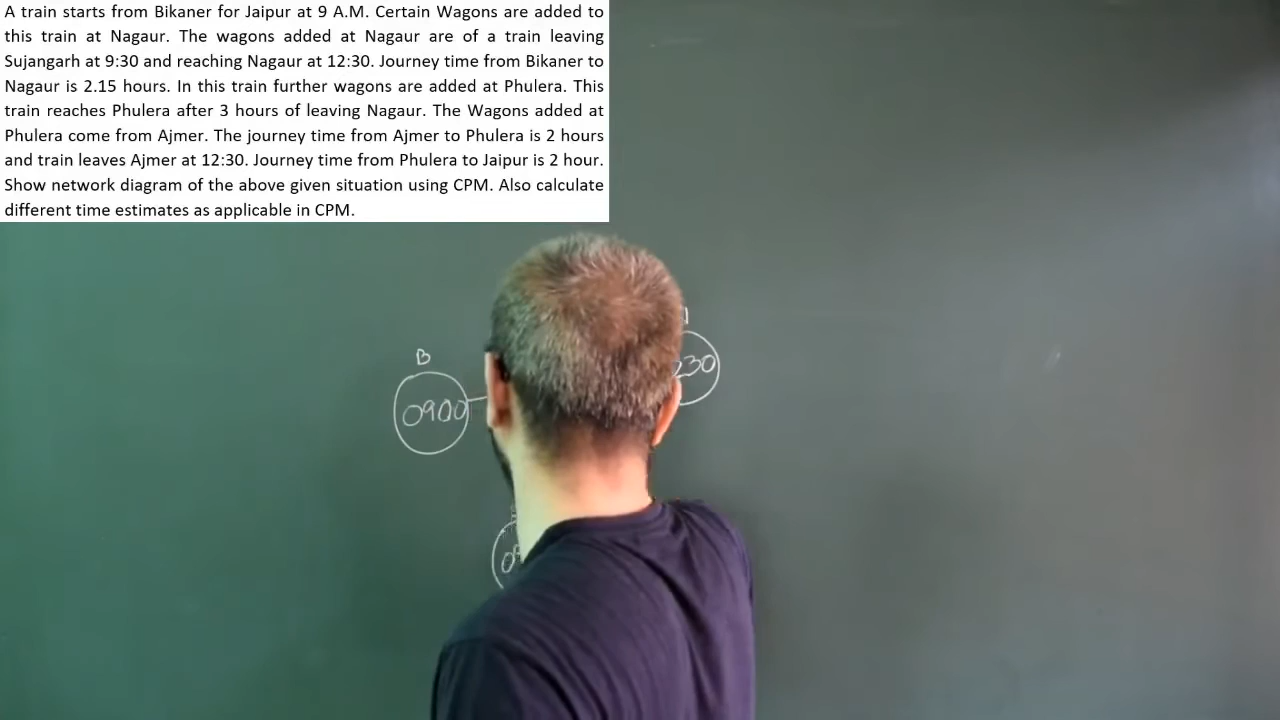 A train starts from Bikaner for Jaipur at 9 A.M. Certain Wagons are added to
this train at Nagaur. The wagons added at Nagaur are of a train leaving
Sujangarh at 9:30 and reaching Nagaur at 12:30. Journey time from Bikaner to
Nagaur is 2.15 hours. In this train further wagons are added at Phulera. This
train reaches Phulera after 3 hours of leaving Nagaur. The Wagons added at
Phulera come from Ajmer. The journey time from Ajmer to Phulera is 2 hours
and train leaves Ajmer at 12:30. Journey time from Phulera to Jaipur is 2 hour.
Show network diagram of the above given situation using CPM. Also calculate
different time estimates as applicable in CPM.
B
0900
230